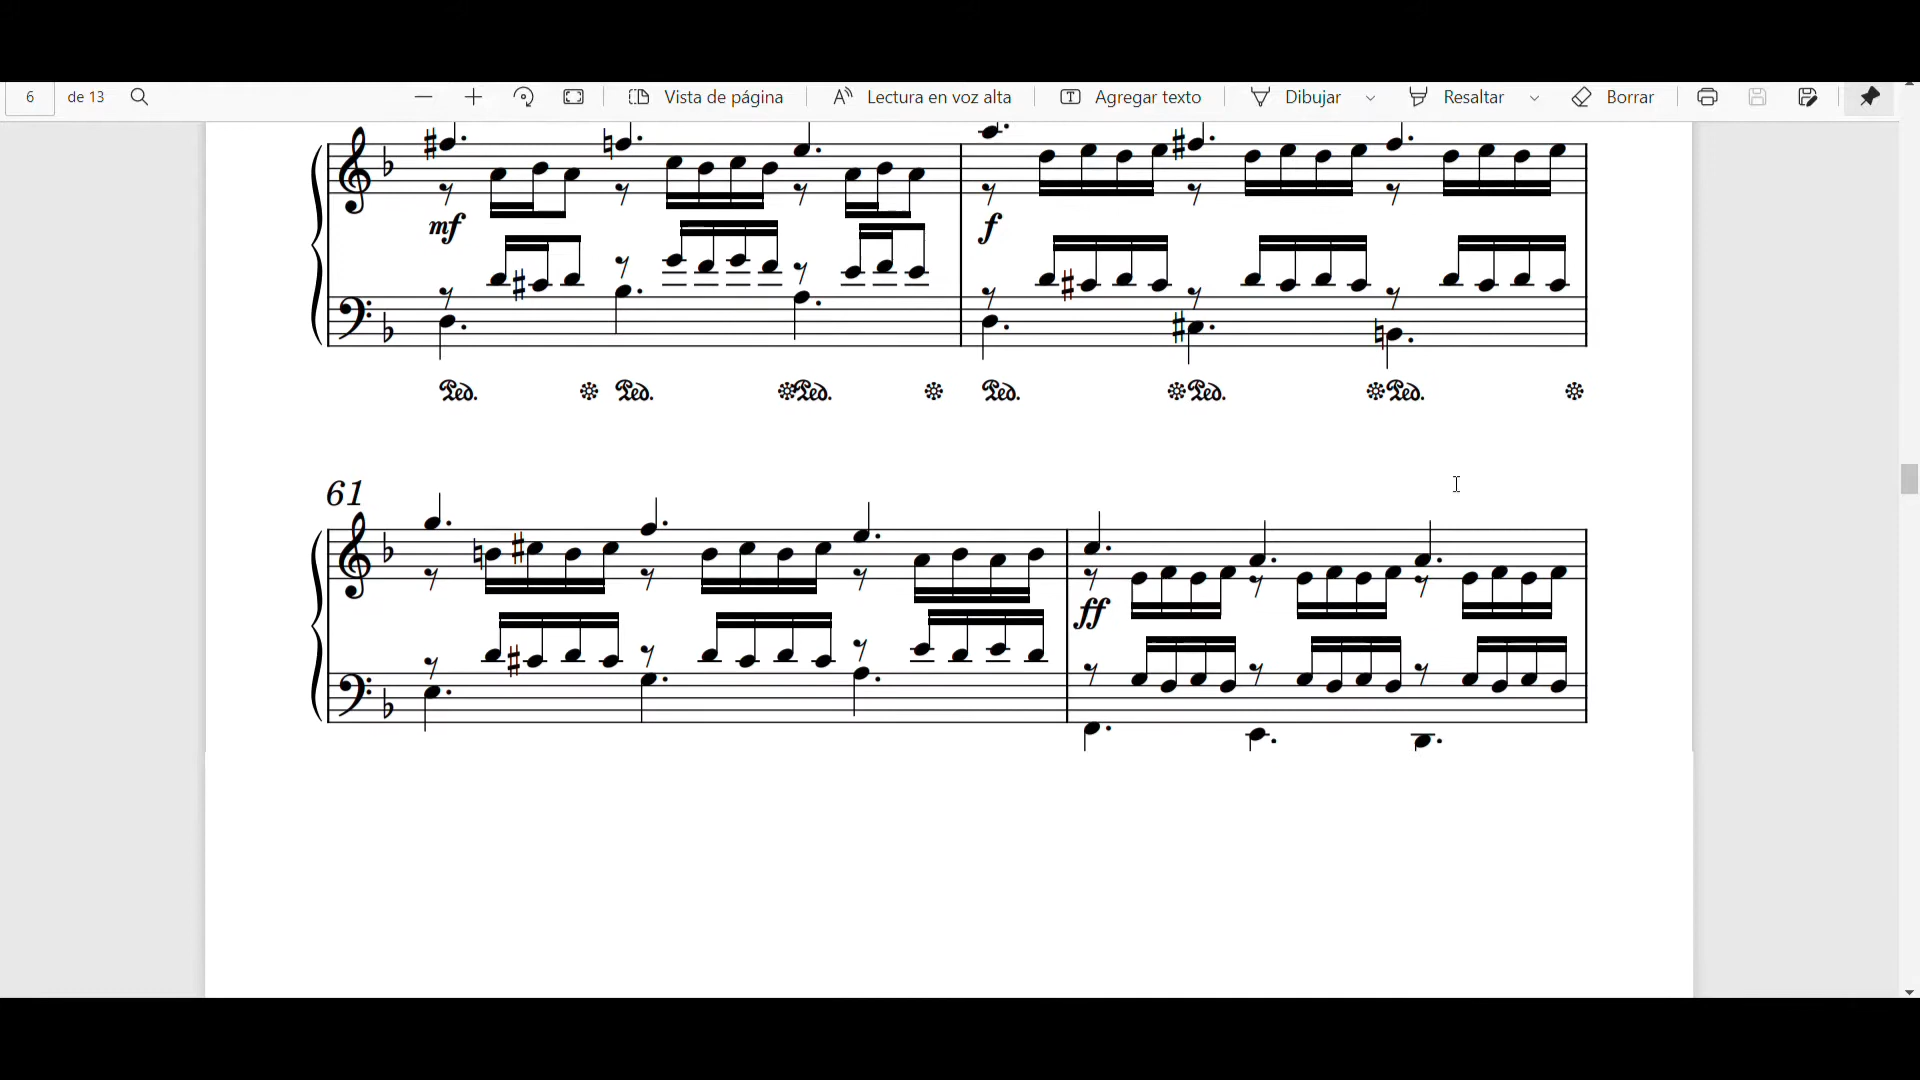 6 de 13 Vista de página Lectura en voz alta Agregar texto Dibujar Resaltar Borrar
mf f
Ped. Ped. Ped. Ped. Ped. Ped.
61
ff